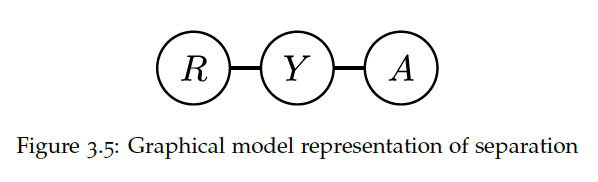 R Y A
Figure 3.5: Graphical model representation of separation